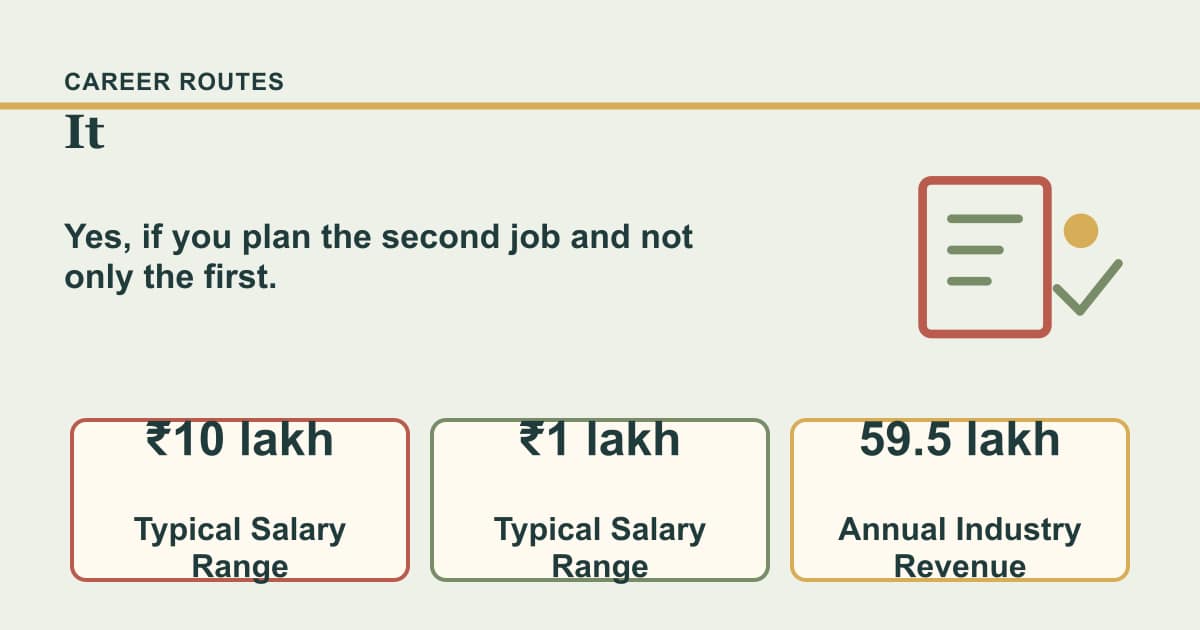 CAREER ROUTES
It
Yes, if you plan the second job and not
only the first.
₹10 lakh
Typical Salary
Range
₹1 lakh
Typical Salary
Range
59.5 lakh
Annual Industry
Revenue